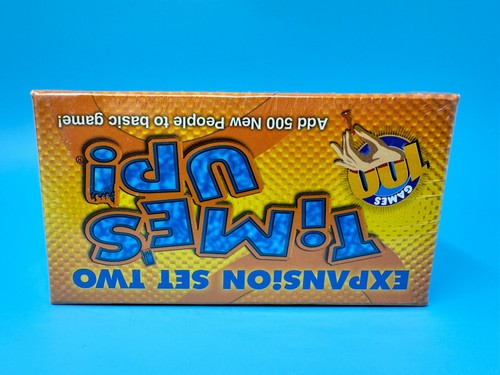 EXPANSiON SET TWO
TiME'S
UP!®
Add 500 New People to basic game!
GAMES
100